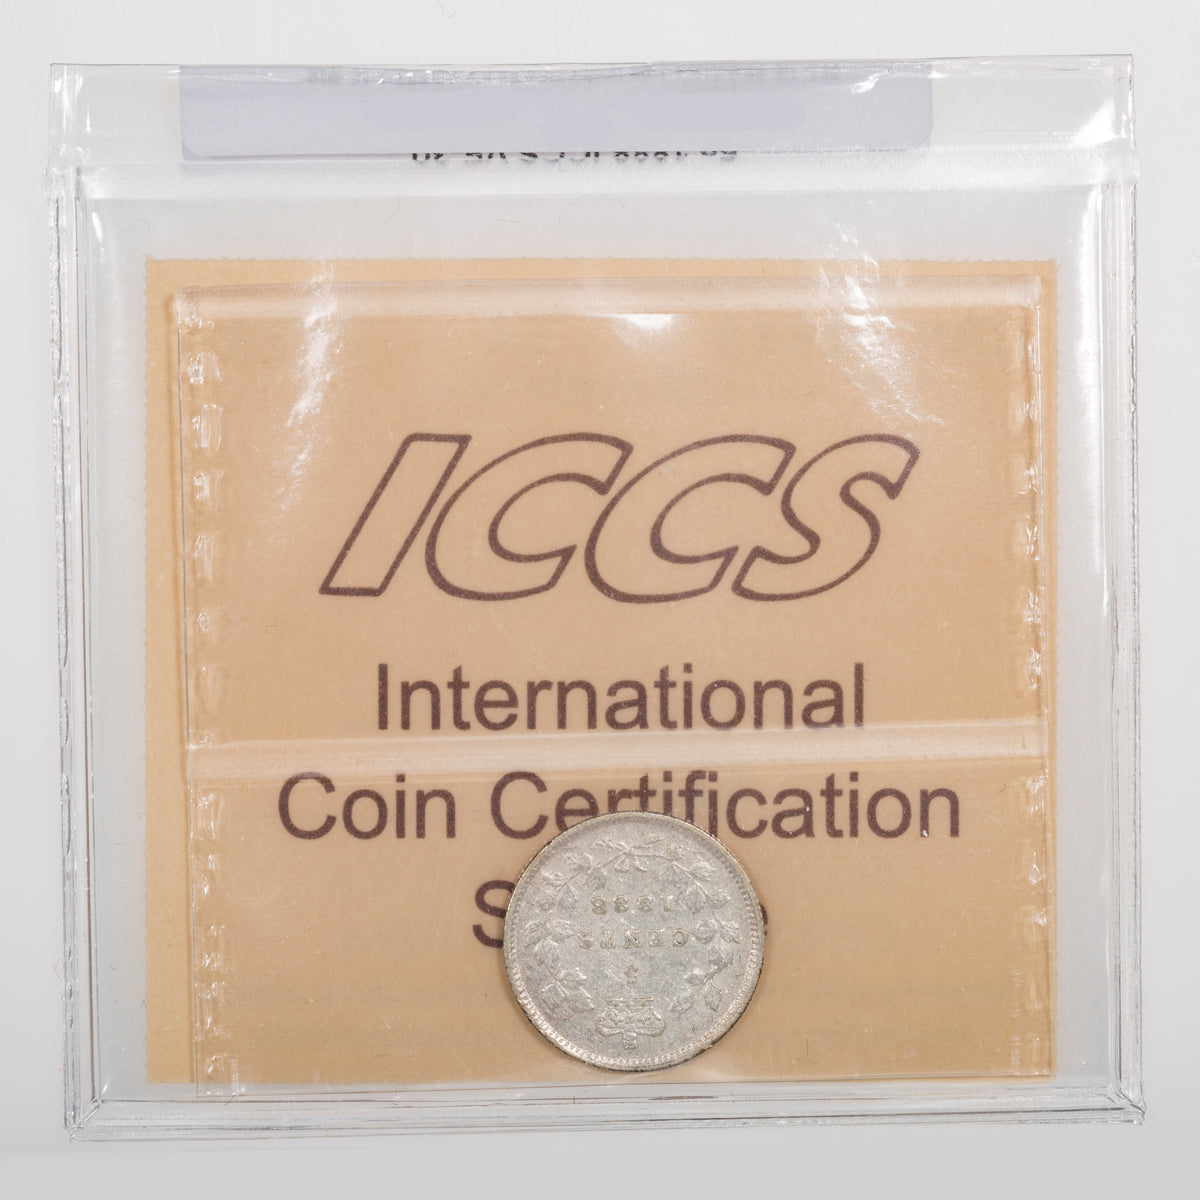 ICCS
International
Coin Certification
5
CENTS
1888